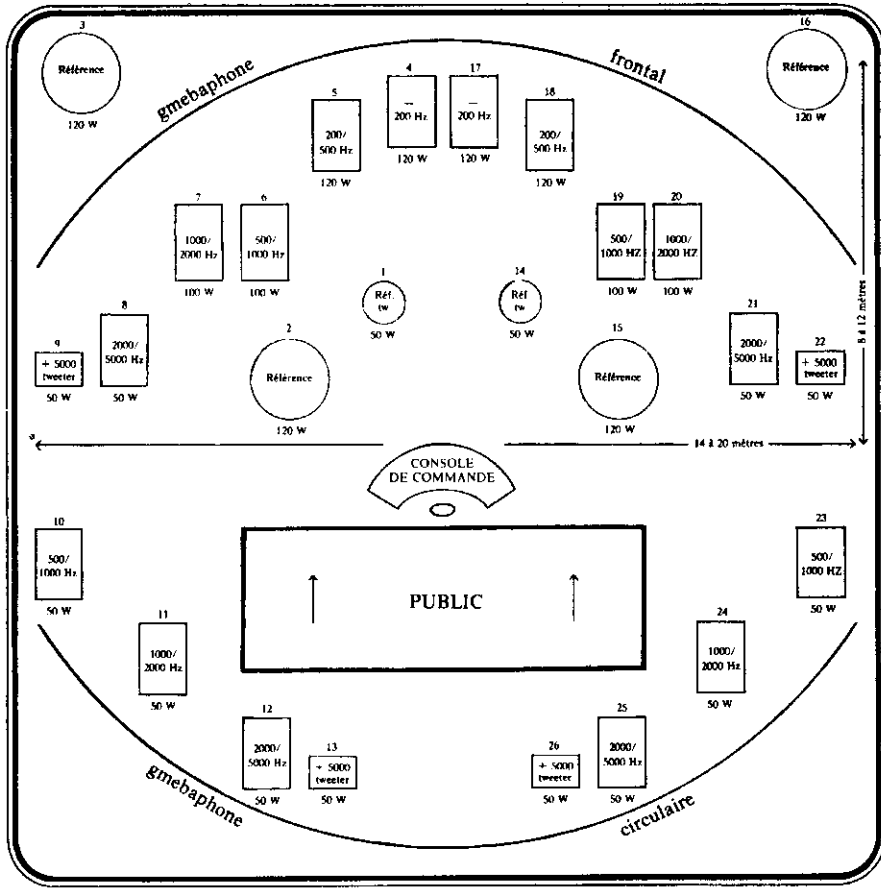 3
16
Référence
Référence
120 W
120 W
gmebaphone
frontal
4
17
5
18
—
200 Hz
—
200 Hz
200/
500 Hz
200/
500 Hz
120 W
120 W
120 W
120 W
7
6
19
20
1000/
2000 Hz
500/
1000 Hz
500/
1000 HZ
1000/
2000 HZ
100 W
100 W
100 W
100 W
1
14
Réf.
tw
Réf
tw
50 W
50 W
8
21
2000/
5000 Hz
2000/
5000 Hz
50 W
50 W
9
22
+ 5000
tweeter
+ 5000
tweeter
50 W
50 W
2
15
Référence
Référence
120 W
120 W
8 à 12 mètres
14 à 20 mètres
CONSOLE
DE COMMANDE
10
23
500/
1000 Hz
500/
1000 HZ
50 W
50 W
PUBLIC
11
24
1000/
2000 Hz
1000/
2000 Hz
50 W
50 W
12
13
26
25
2000/
5000 Hz
+ 5000
tweeter
+ 5000
tweeter
2000/
5000 Hz
50 W
50 W
50 W
50 W
gmebaphone
circulaire